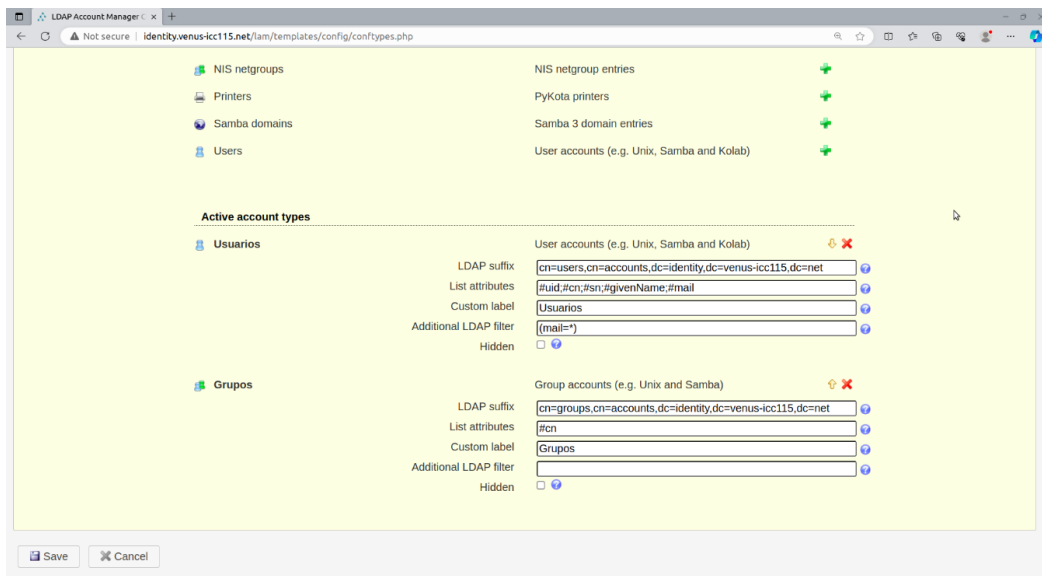 LDAP Account Manager C
Not secure | identity.venus-icc115.net/lam/templates/config/conftypes.php
NIS netgroups NIS netgroup entries
Printers PyKota printers
Samba domains Samba 3 domain entries
Users User accounts (e.g. Unix, Samba and Kolab)
Active account types
Usuarios User accounts (e.g. Unix, Samba and Kolab)
LDAP suffix cn=users,cn=accounts,dc=identity,dc=venus-icc115,dc=net
List attributes #uid;#cn;#sn;#givenName;#mail
Custom label Usuarios
Additional LDAP filter (mail=*)
Hidden
Grupos Group accounts (e.g. Unix and Samba)
LDAP suffix cn=groups,cn=accounts,dc=identity,dc=venus-icc115,dc=net
List attributes #cn
Custom label Grupos
Additional LDAP filter
Hidden
Save Cancel